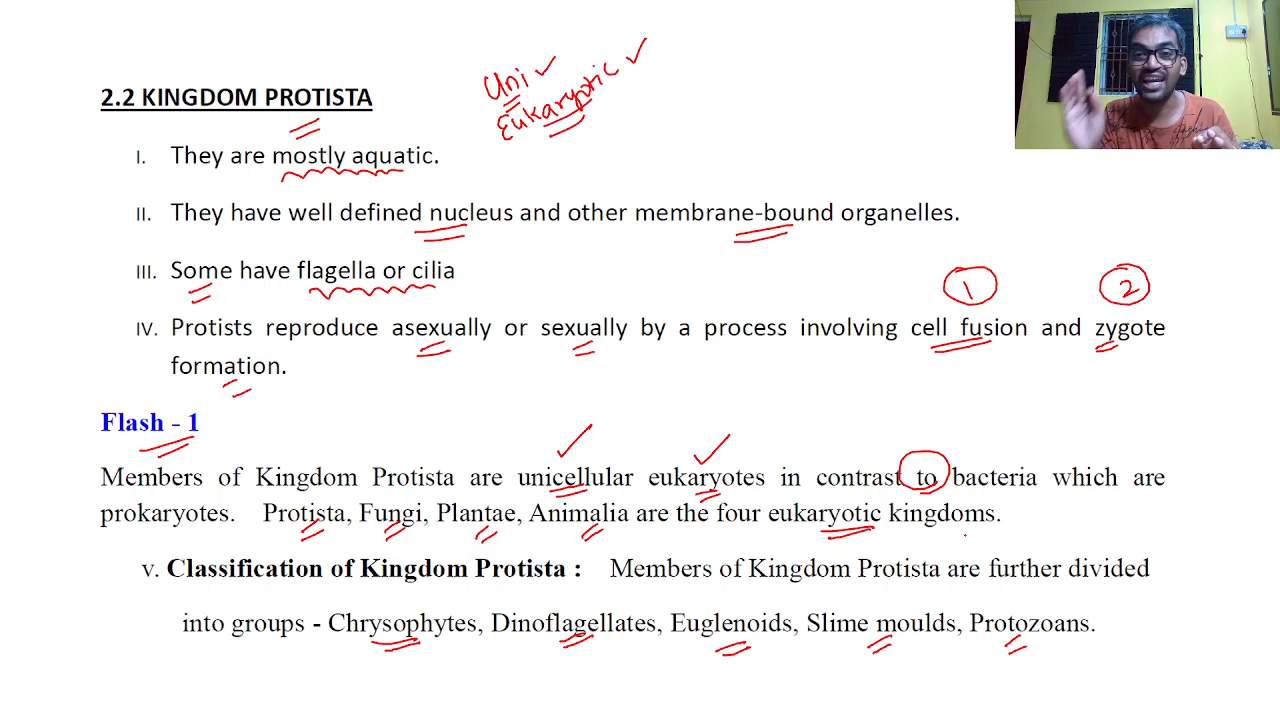 Uni
Eukaryotic
2.2 KINGDOM PROTISTA
I. They are mostly aquatic.
II. They have well defined nucleus and other membrane-bound organelles.
III. Some have flagella or cilia
1 2
IV. Protists reproduce asexually or sexually by a process involving cell fusion and zygote
formation.
Flash - 1
Members of Kingdom Protista are unicellular eukaryotes in contrast to bacteria which are
prokaryotes. Protista, Fungi, Plantae, Animalia are the four eukaryotic kingdoms.
v. Classification of Kingdom Protista : Members of Kingdom Protista are further divided
into groups - Chrysophytes, Dinoflagellates, Euglenoids, Slime moulds, Protozoans.